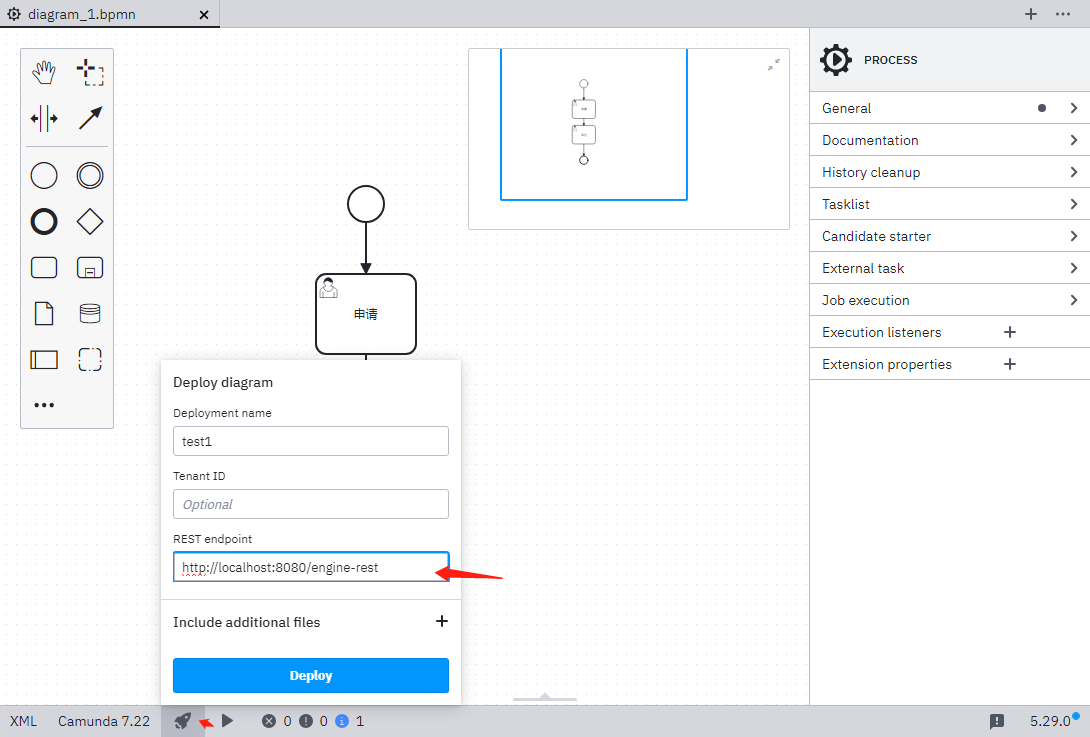 diagram_1.bpmn
PROCESS
General
Documentation
History cleanup
Tasklist
Candidate starter
External task
Job execution
Execution listeners
Extension properties
申请
Deploy diagram
Deployment name
test1
Tenant ID
Optional
REST endpoint
http://localhost:8080/engine-rest
Include additional files
Deploy
XML Camunda 7.22 0 0 1 5.29.0